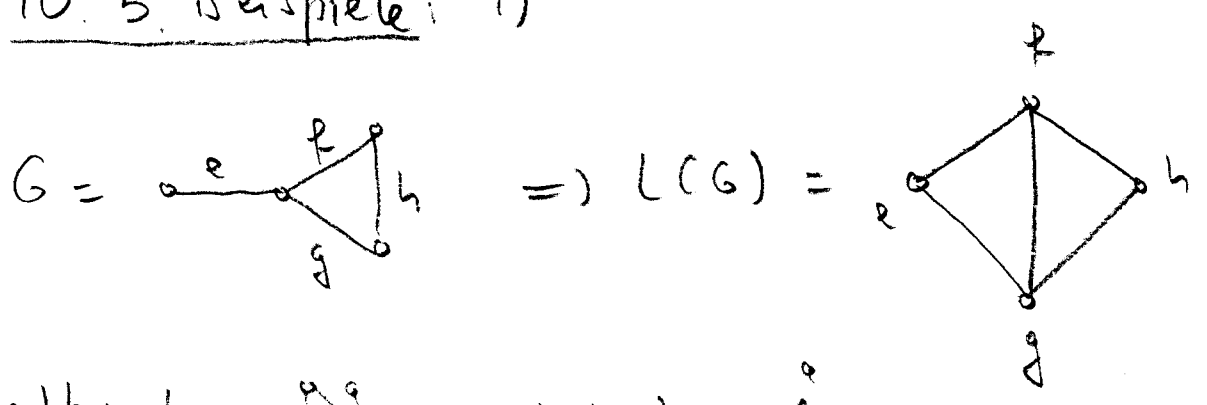 10.5. Beispiele: 1)
f
e f
G = h => L(G) = e h
g
g